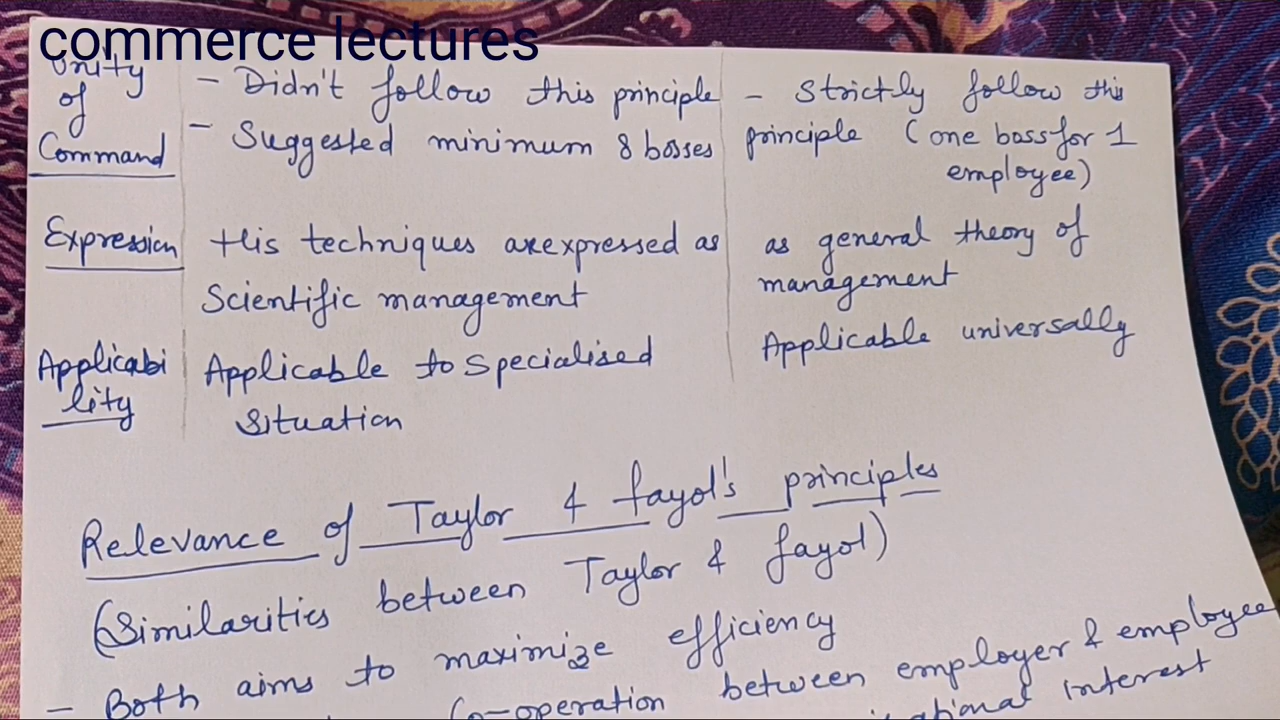 commerce lectures
Unity of Command
- Didn't follow this principle
- Suggested minimum 8 bosses
- Strictly follow this
principle (one boss for 1
employee)
Expression
His techniques are expressed as
Scientific management
as general theory of
management
Applicabi
lity
Applicable to specialised
situation
Applicable universally
Relevance of Taylor & fayol's principles
(Similarities between Taylor & fayol)
- Both aims to maximize efficiency
Co-operation between employer & employee
interest